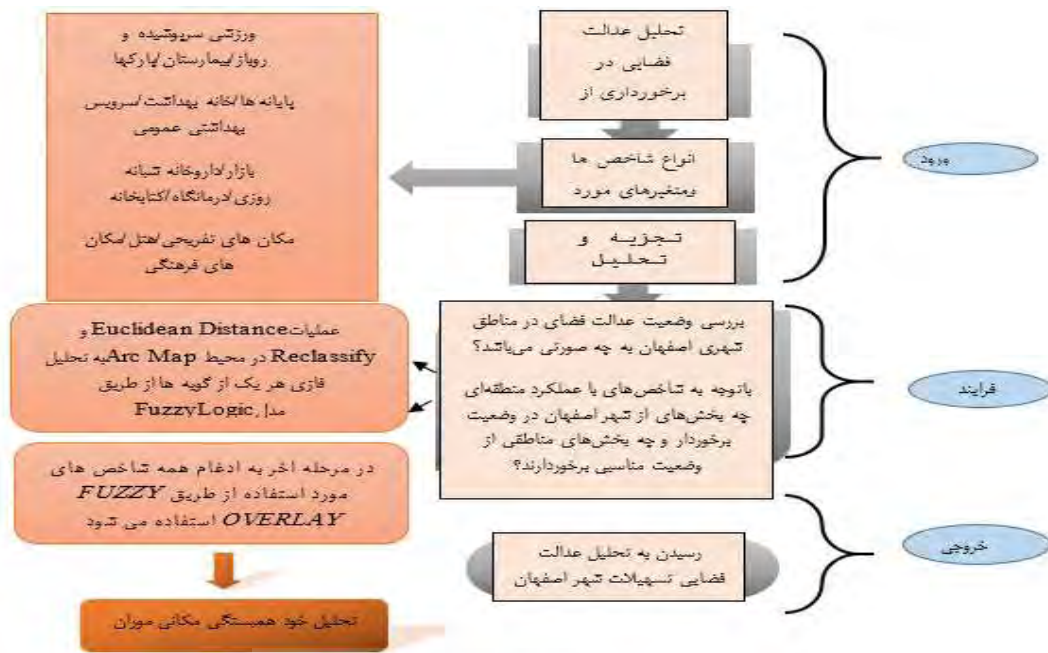 تحلیل عدالت
فضایی در
برخورداری از
انواع شاخص ها
ومتغیرهای مورد
تجزیه و
تحلیل
ورود
ورزشی سرپوشیده و
روباز/بیمارستان/پارکها
پایانه ها/خانه بهداشت/سرویس
بهداشتی عمومی
بازار/داروخانه شبانه
روزی/درمانگاه/کتابخانه
مکان های تفریحی/هتل/مکان
های فرهنگی
بررسی وضعیت عدالت فضای در مناطق
شهری اصفهان به چه صورتی می‌باشد؟
باتوجه به شاخص‌های با عملکرد منطقه‌ای
چه بخش‌های از شهر اصفهان در وضعیت
برخوردار و چه بخش‌های مناطقی از
وضعیت مناسبی برخوردارند؟
فرایند
عملیات Euclidean Distance و
Reclassify در محیط Arc Map به تحلیل
فازی هر یک از گویه ها از طریق
مدل FuzzyLogic
در مرحله اخر به ادغام همه شاخص های
مورد استفاده از طریق FUZZY
OVERLAY استفاده می شود
رسیدن به تحلیل عدالت
فضایی تسهیلات شهر اصفهان
خروجی
تحلیل خود همبستگی مکانی موران